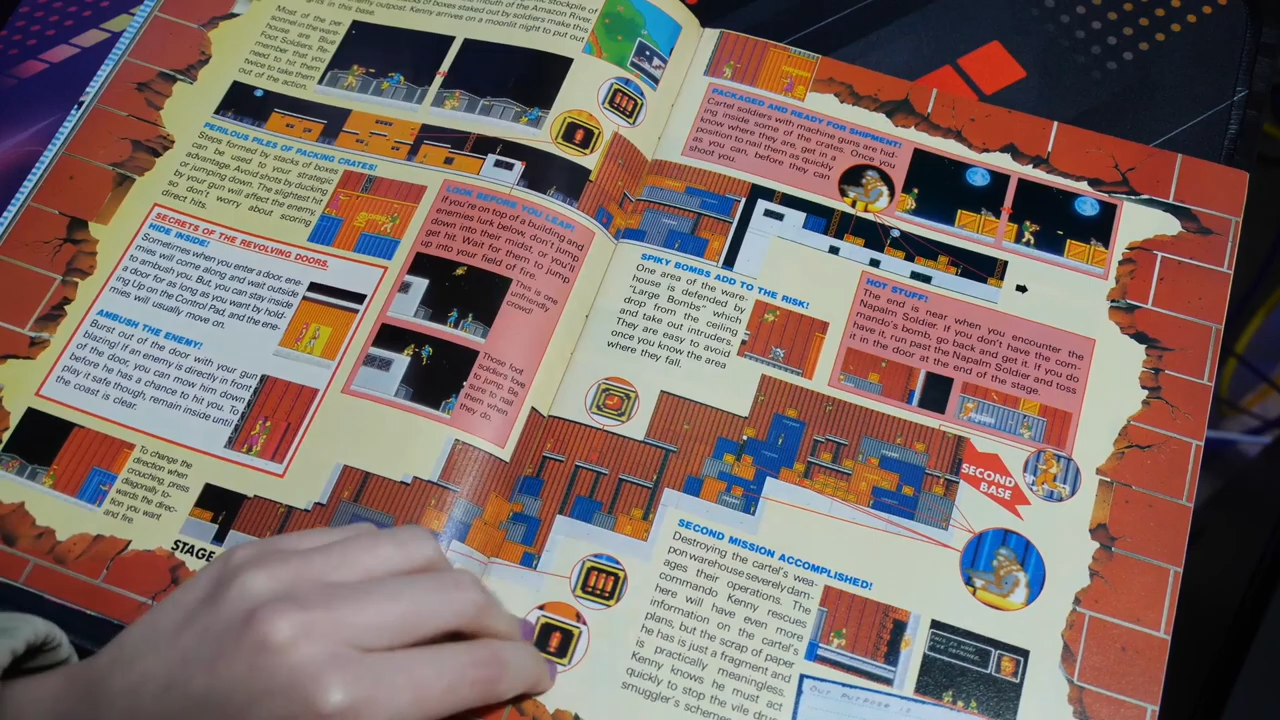 stockpile of
mouth of the Amazon River,
enemy outpost. Kenny arrives on a moonlit night to put out
in this base.
Most of the per-
sonnel in the ware-
house are Blue
Foot Soldiers. Re-
member that you
need to hit them
twice to take them
out of the action.
PERILOUS PILES OF PACKING CRATES!
Steps formed by stacks of boxes
can be used to your strategic
advantage. Avoid shots by ducking
or jumping down. The slightest hit
by your gun will affect the enemy,
so don't worry about scoring
direct hits.
SECRETS OF THE REVOLVING DOORS.
HIDE INSIDE!
Sometimes when you enter a door, ene-
mies will come along and wait outside
to ambush you. But, you can stay inside
a door for as long as you want by hold-
ing Up on the Control Pad, and the ene-
mies will usually move on.
AMBUSH THE ENEMY!
Burst out of the door with your gun
blazing! If an enemy is directly in front
of the door, you can mow him down
before he has a chance to hit you. To
play it safe though, remain inside until
the coast is clear.
To change the
direction when
crouching, press
diagonally to-
wards the direc-
tion you want
and fire.
STAGE
LOOK BEFORE YOU LEAP!
If you're on top of a building and
enemies lurk below, don't jump
down into their midst, or you'll
get hit. Wait for them to jump
up into your field of fire.
This is one
unfriendly
crowd!
Those foot
soldiers love
to jump. Be
sure to nail
them when
they do.
PACKAGED AND READY FOR SHIPMENT!
Cartel soldiers with machine guns are hid-
ing inside some of the crates. Once you
know where they are, get in a
position to nail them as quickly
as you can, before they can
shoot you.
SPIKY BOMBS ADD TO THE RISK!
One area of the ware-
house is defended by
"Large Bombs" which
drop from the ceiling
and take out intruders.
They are easy to avoid
once you know the area
where they fall.
HOT STUFF!
The end is near when you encounter the
Napalm Soldier. If you don't have the com-
mando's bomb, go back and get it. If you do
have it, run past the Napalm Soldier and toss
it in the door at the end of the stage.
SECOND
BASE
SECOND MISSION ACCOMPLISHED!
Destroying the cartel's wea-
pon warehouse severely dam-
ages their operations. The
commando Kenny rescues
here will have even more
information on the cartel's
plans, but the scrap of paper
he has is just a fragment and
is practically meaningless.
Kenny knows he must act
quickly to stop the vile drug
smuggler's schemes
THIS IS WHAT
I'VE OBTAINED.
OUR PURPOSE IS